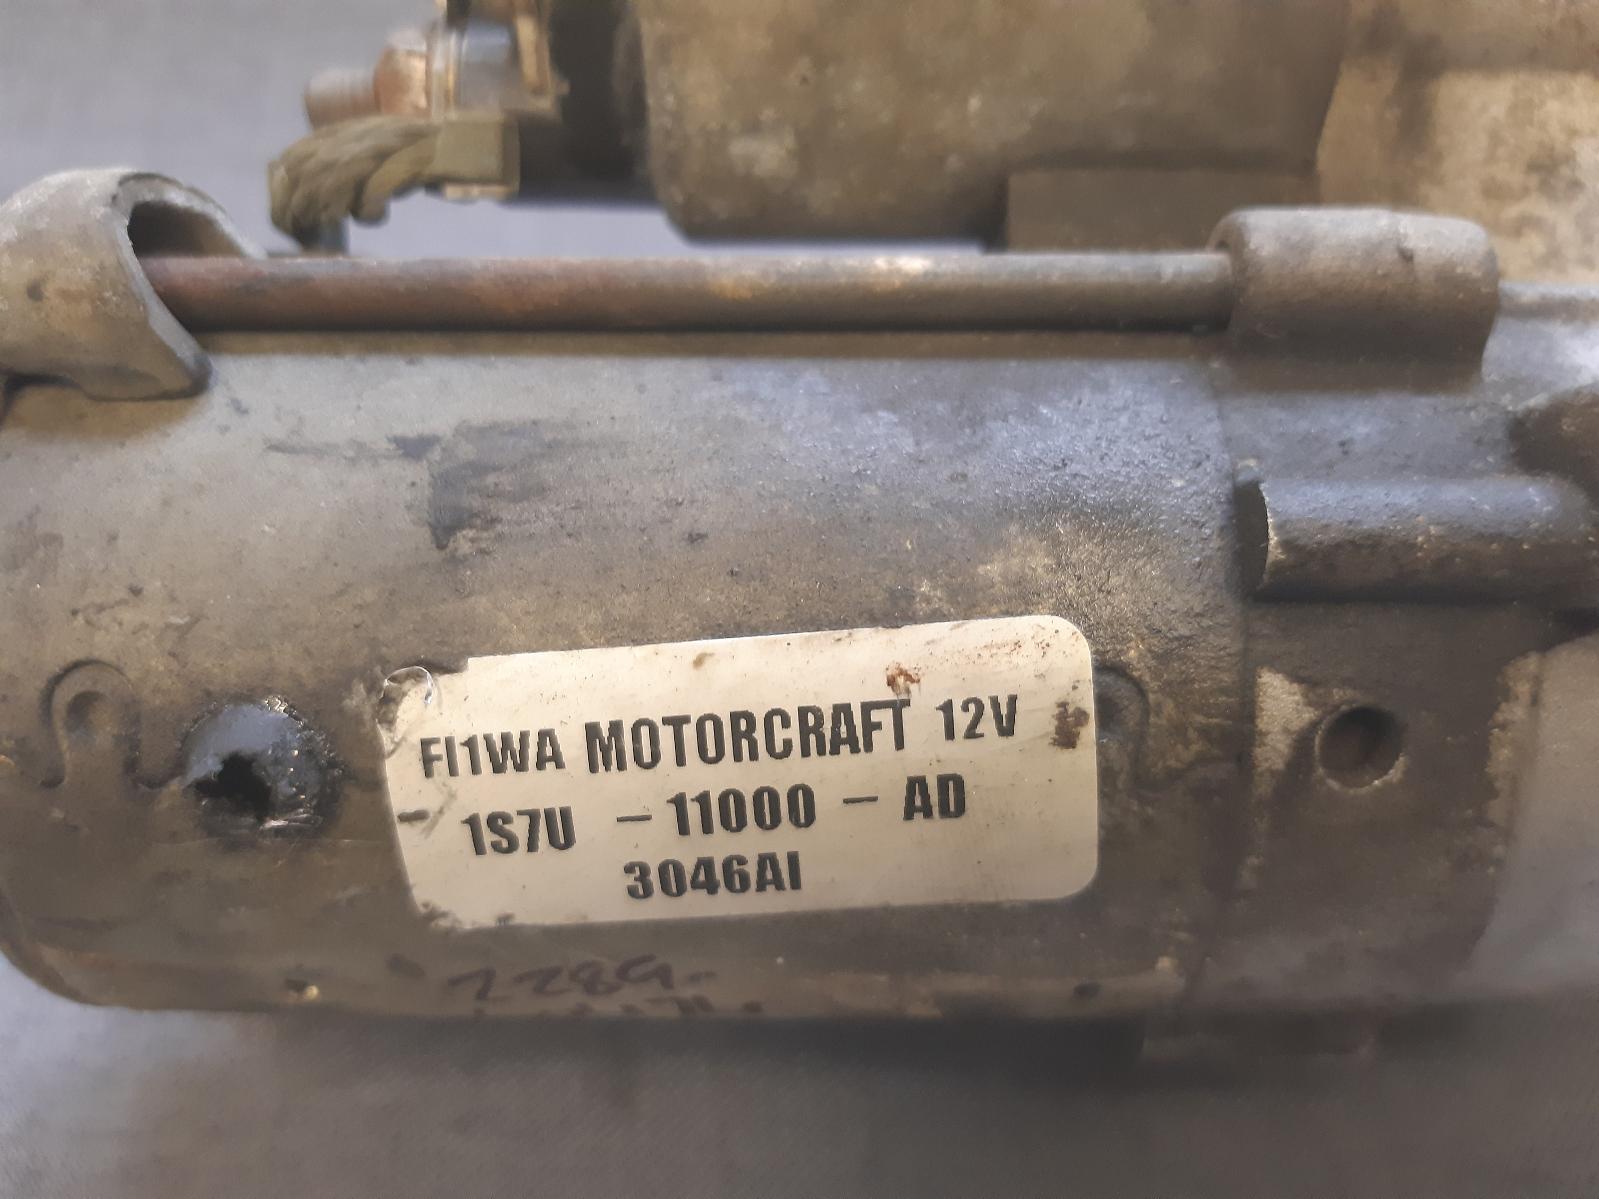 FI1WA MOTORCRAFT 12V
1S7U - 11000 - AD
3046AI